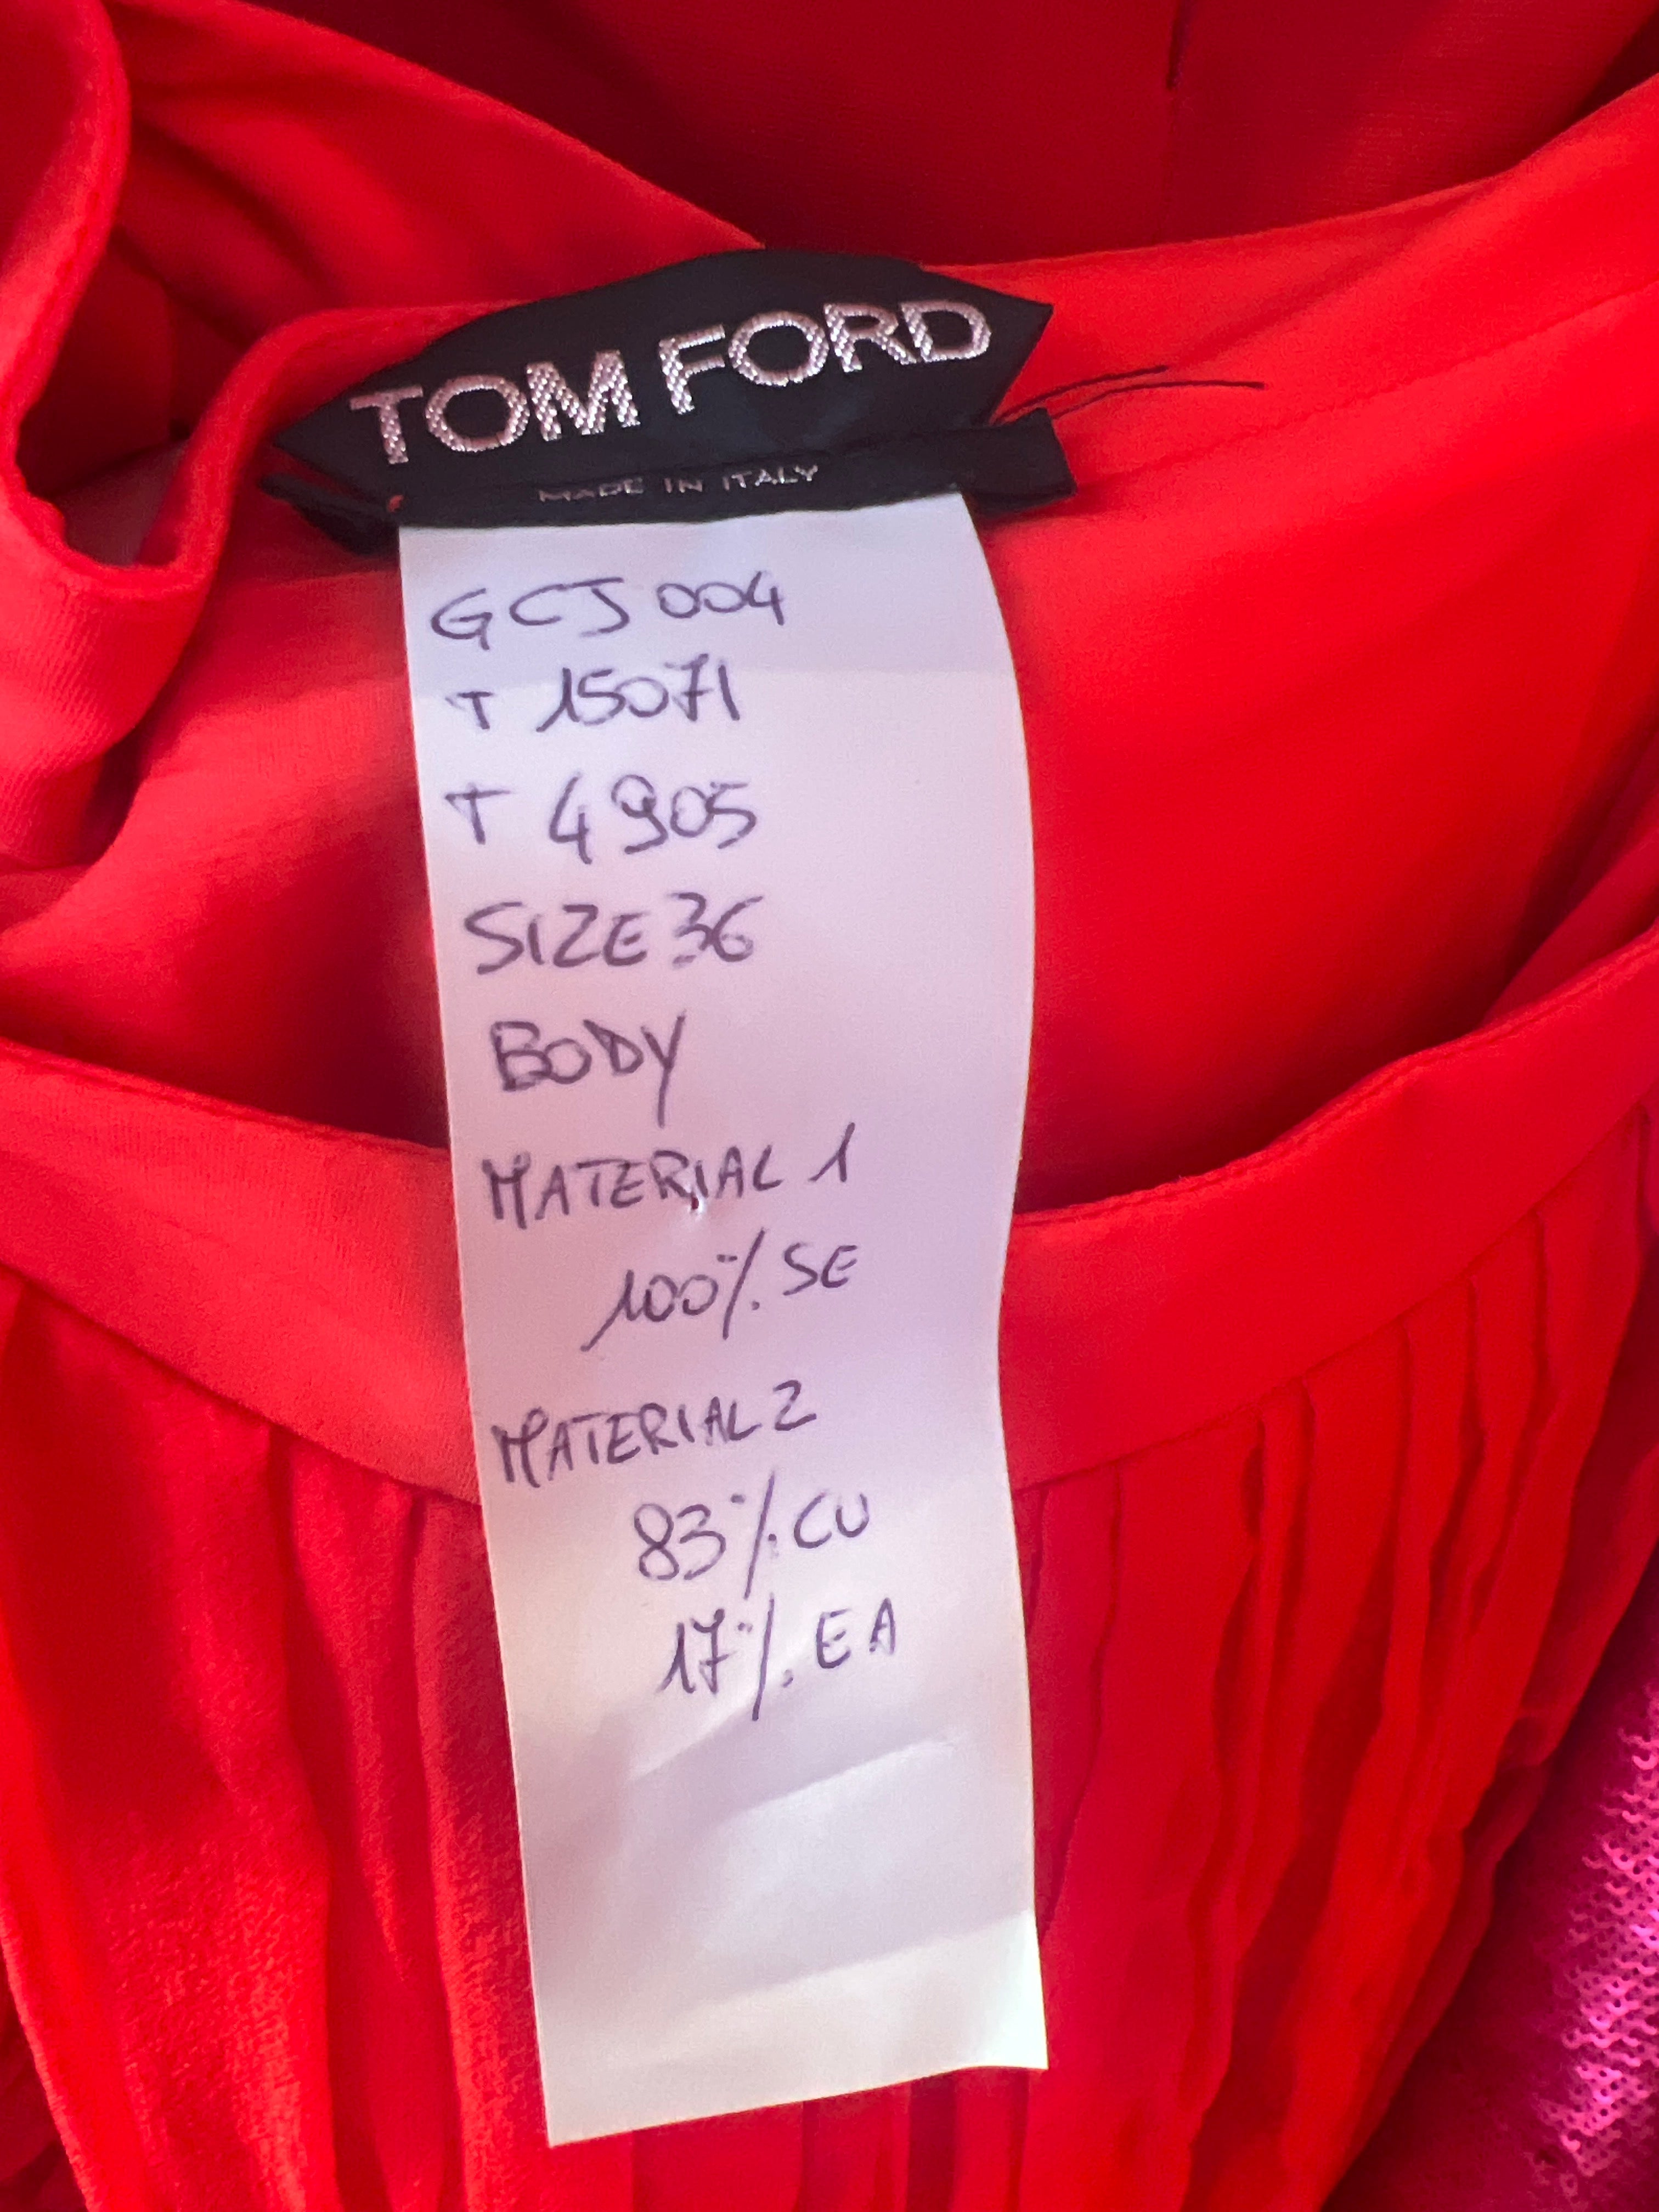 TOM FORD
MADE IN ITALY
GCJ004
T 15071
T 4905
SIZE 36
BODY
MATERIAL 1
100% SE
MATERIAL 2
83% CU
17% EA